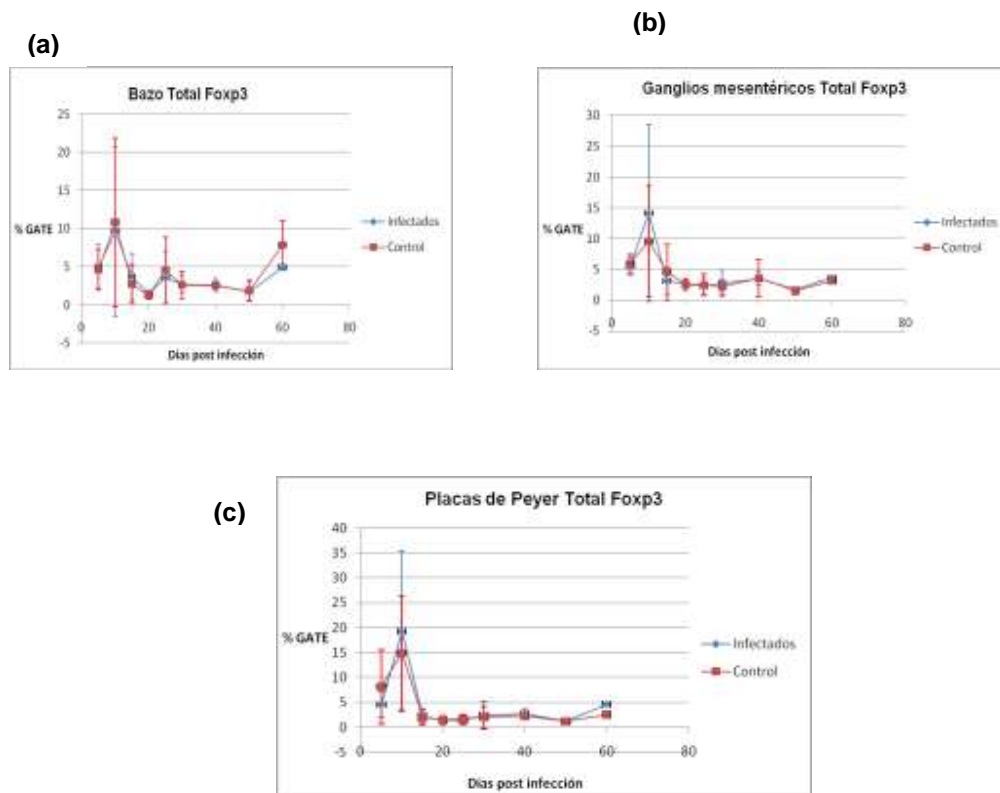 (a)
(b)
Bazo Total Foxp3
25
20
15
10
5
0
-5
% GATE
0
20
40
60
80
Dias post infección
Infectados
Control
Ganglios mesentéricos Total Foxp3
30
25
20
15
10
5
0
-5
% GATE
0
20
40
60
80
Dias post infección
Infectados
Control
(c)
Placas de Peyer Total Foxp3
40
35
30
25
20
15
10
5
0
-5
% GATE
0
20
40
60
80
Dias post infección
Infectados
Control